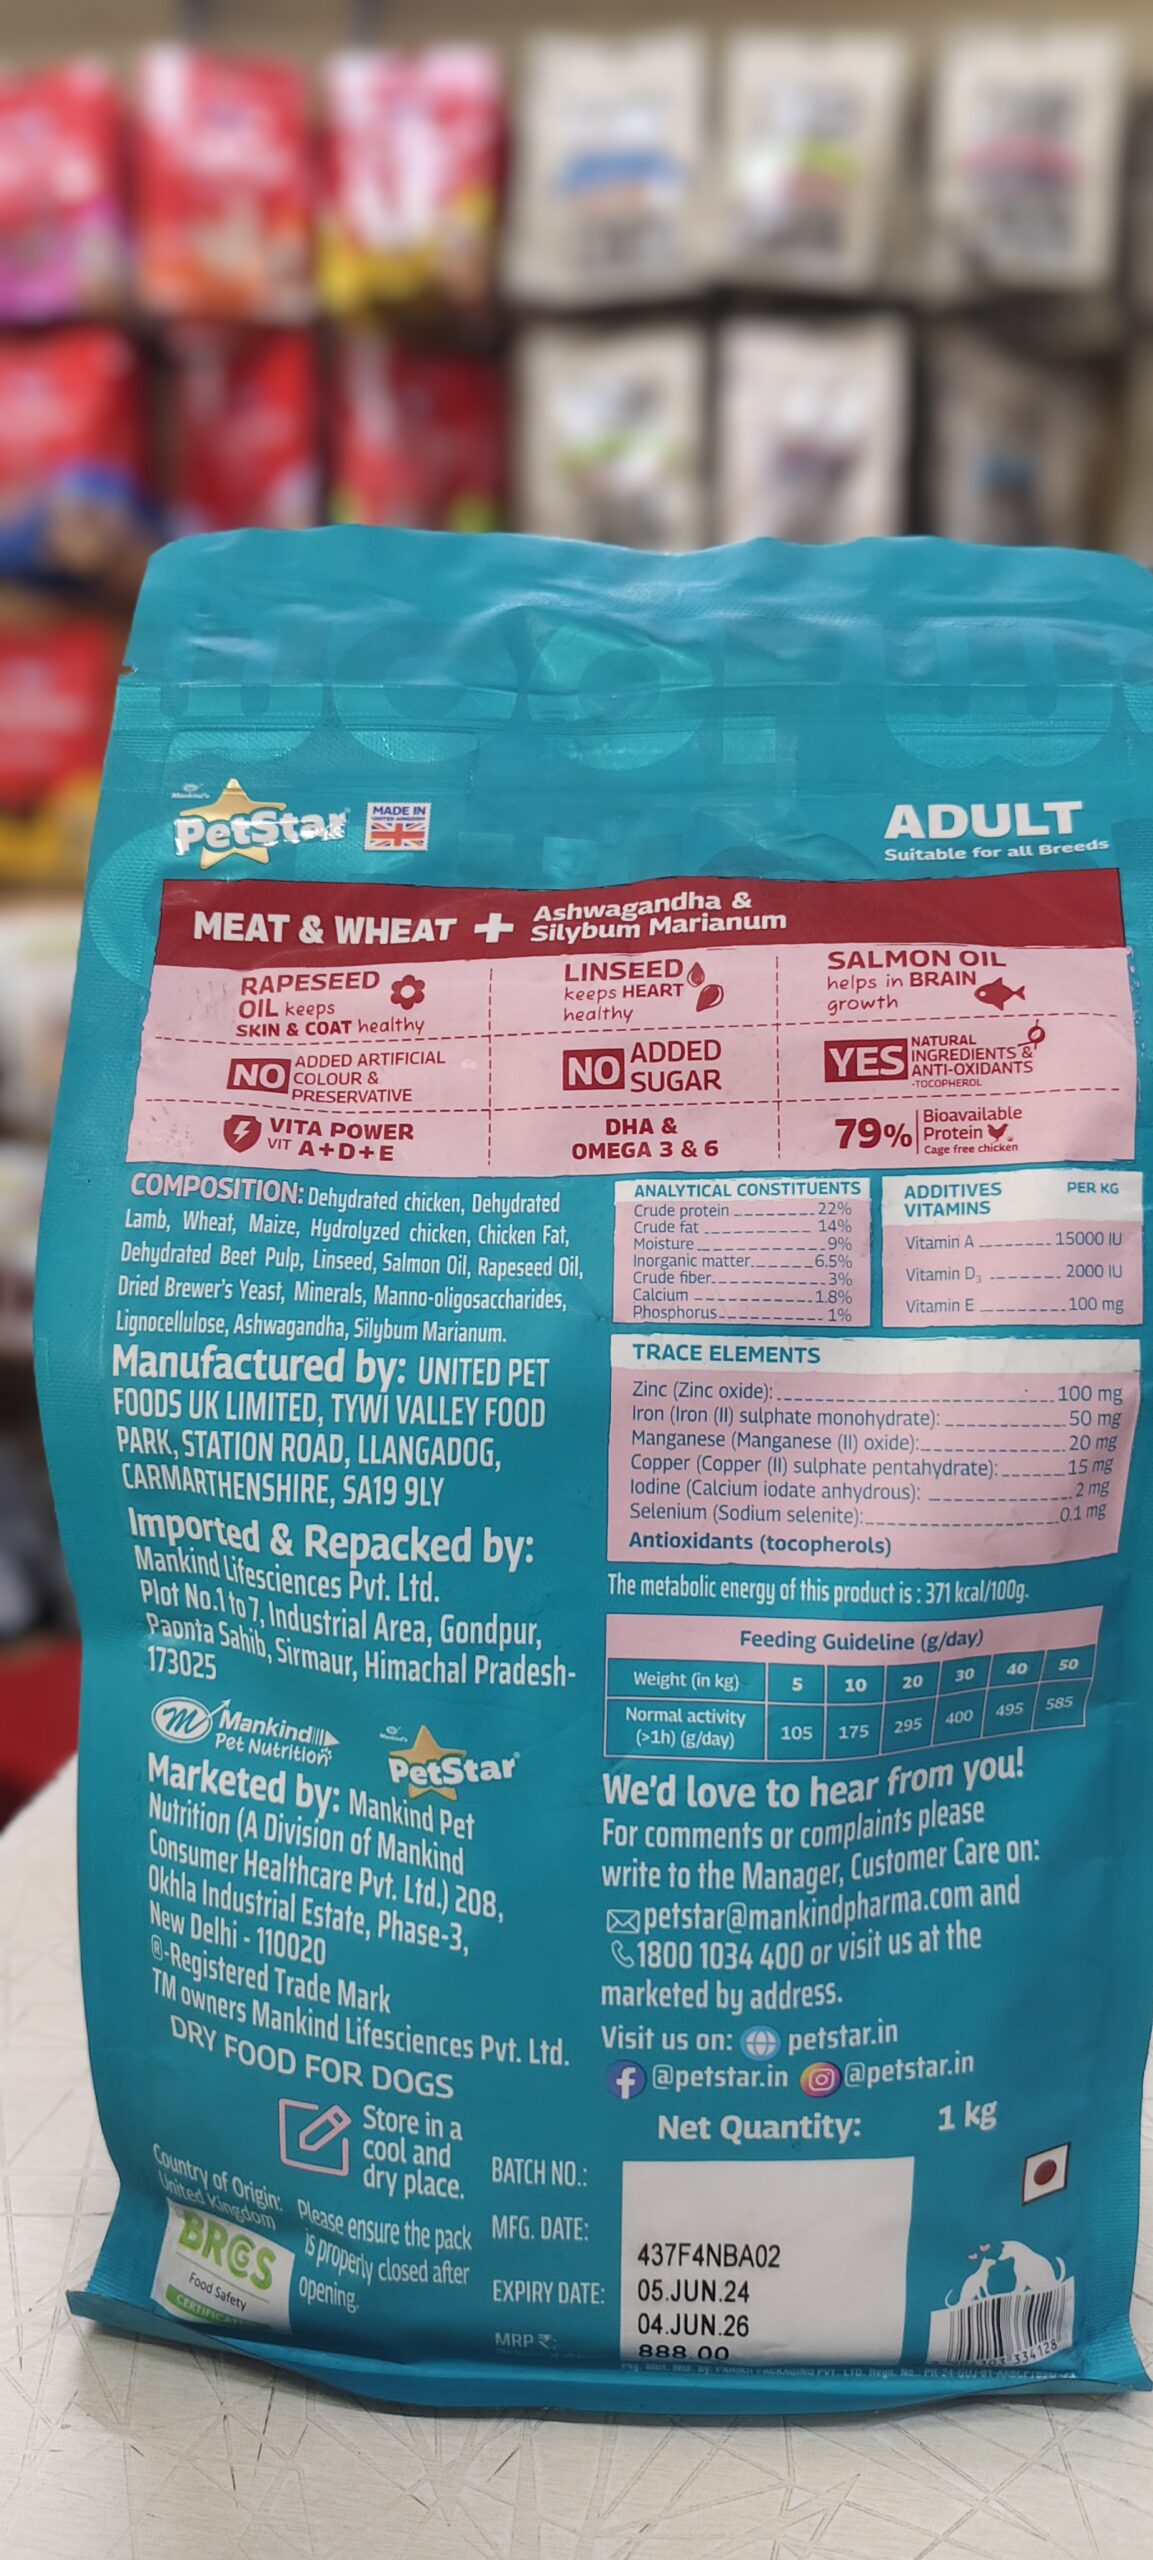 Mankind's
PetStar
MADE IN
UNITED KINGDOM
ADULT
Suitable for all Breeds
MEAT & WHEAT + Ashwagandha &
Silybum Marianum
RAPESEED
OIL keeps
SKIN & COAT healthy
LINSEED
keeps HEART
healthy
SALMON OIL
helps in BRAIN
growth
NO ADDED ARTIFICIAL
COLOUR &
PRESERVATIVE
NO ADDED
SUGAR
YES NATURAL
INGREDIENTS &
ANTI-OXIDANTS
-TOCOPHEROL
VITA POWER
VIT A+D+E
DHA &
OMEGA 3 & 6
79% Bioavailable
Protein
Cage free chicken
COMPOSITION: Dehydrated chicken, Dehydrated
Lamb, Wheat, Maize, Hydrolyzed chicken, Chicken Fat,
Dehydrated Beet Pulp, Linseed, Salmon Oil, Rapeseed Oil,
Dried Brewer's Yeast, Minerals, Manno-oligosaccharides,
Lignocellulose, Ashwagandha, Silybum Marianum.
Manufactured by: UNITED PET
FOODS UK LIMITED, TYWI VALLEY FOOD
PARK, STATION ROAD, LLANGADOG,
CARMARTHENSHIRE, SA19 9LY
Imported & Repacked by:
Mankind Lifesciences Pvt. Ltd.
Plot No.1 to 7, Industrial Area, Gondpur,
Paonta Sahib, Sirmaur, Himachal Pradesh-
173025
Mankind
Pet Nutrition
PetStar
Marketed by: Mankind Pet
Nutrition (A Division of Mankind
Consumer Healthcare Pvt. Ltd.) 208,
Okhla Industrial Estate, Phase-3,
New Delhi - 110020
®-Registered Trade Mark
TM owners Mankind Lifesciences Pvt. Ltd.
DRY FOOD FOR DOGS
Store in a
cool and
dry place.
Country of Origin:
United Kingdom
Please ensure the pack
is properly closed after
opening.
BRCGS
Food Safety
ANALYTICAL CONSTITUENTS
Crude protein 22%
Crude fat 14%
Moisture 9%
Inorganic matter 6.5%
Crude fiber 3%
Calcium 1.8%
Phosphorus 1%
ADDITIVES PER KG
VITAMINS
Vitamin A 15000 IU
Vitamin D3 2000 IU
Vitamin E 100 mg
TRACE ELEMENTS
Zinc (Zinc oxide): 100 mg
Iron (Iron (II) sulphate monohydrate): 50 mg
Manganese (Manganese (II) oxide): 20 mg
Copper (Copper (II) sulphate pentahydrate): 15 mg
Iodine (Calcium iodate anhydrous): 2 mg
Selenium (Sodium selenite): 0.1 mg
Antioxidants (tocopherols)
The metabolic energy of this product is : 371 kcal/100g.
Feeding Guideline (g/day)
Weight (in kg) 5 10 20 30 40 50
Normal activity
(>1h) (g/day) 105 175 295 400 495 585
We'd love to hear from you!
For comments or complaints please
write to the Manager, Customer Care on:
petstar@mankindpharma.com and
1800 1034 400 or visit us at the
marketed by address.
Visit us on: petstar.in
@petstar.in @petstar.in
Net Quantity: 1 kg
BATCH NO.:
MFG. DATE:
EXPIRY DATE:
MRP ₹:
437F4NBA02
05.JUN.24
04.JUN.26
888.00